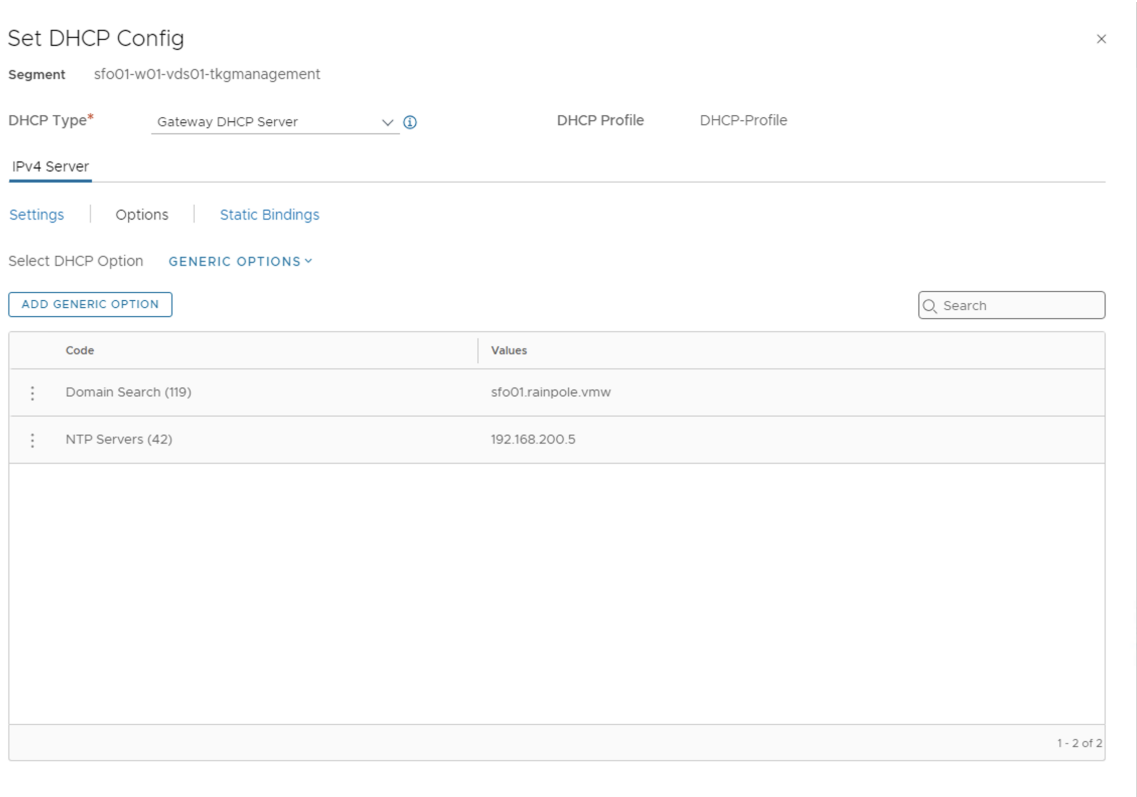 Set DHCP Config
Segment sfo01-w01-vds01-tkgmanagement
DHCP Type* Gateway DHCP Server DHCP Profile DHCP-Profile
IPv4 Server
Settings Options Static Bindings
Select DHCP Option GENERIC OPTIONS
ADD GENERIC OPTION Search
Code Values
Domain Search (119) sfo01.rainpole.vmw
NTP Servers (42) 192.168.200.5
1 - 2 of 2